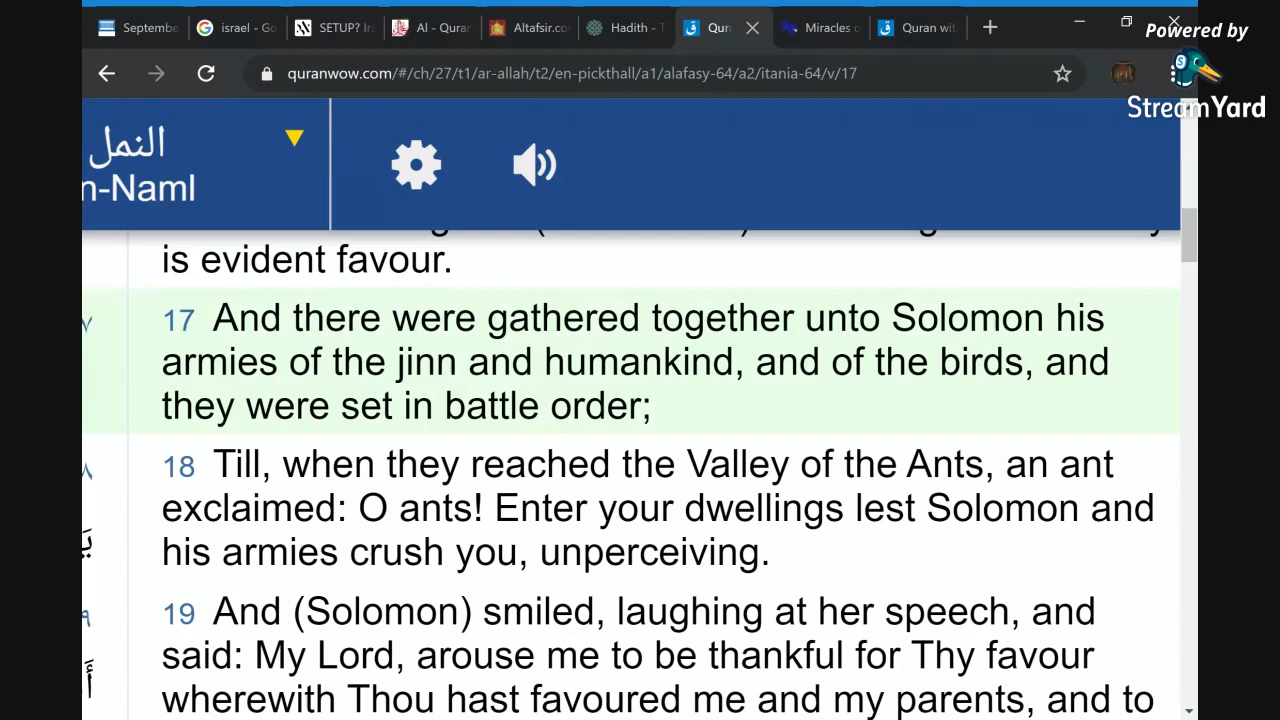 Septembe
israel - Go
SETUP? Ira
Al - Quran
Altafsir.co
Hadith - T
Qur
Miracles o
Quran wit
Powered by
quranwow.com/#/ch/27/t1/ar-allah/t2/en-pickthall/a1/alafasy-64/a2/itania-64/v/17
StreamYard
النمل
n-Naml
is evident favour.
١٧
17 And there were gathered together unto Solomon his
armies of the jinn and humankind, and of the birds, and
they were set in battle order;
18 Till, when they reached the Valley of the Ants, an ant
exclaimed: O ants! Enter your dwellings lest Solomon and
his armies crush you, unperceiving.
19 And (Solomon) smiled, laughing at her speech, and
said: My Lord, arouse me to be thankful for Thy favour
wherewith Thou hast favoured me and my parents, and to